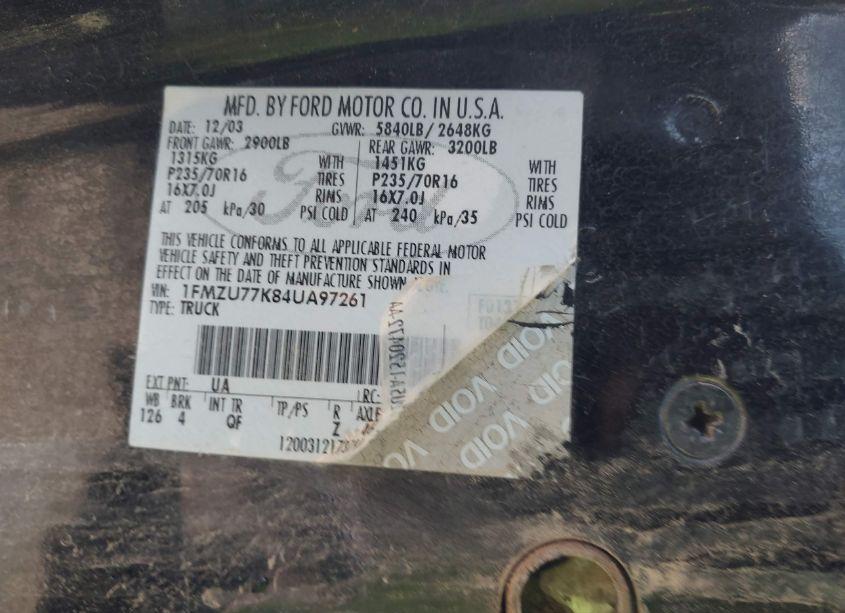 MFD. BY FORD MOTOR CO. IN U.S.A.
DATE: 12/03 GVWR: 5840LB/ 2648KG
FRONT GAWR: 2900LB REAR GAWR: 3200LB
1315KG WITH 1451KG WITH
P235/70R16 TIRES P235/70R16 TIRES
16X7.0J RIMS 16X7.0J RIMS
AT 205 kPa/30 PSI COLD AT 240 kPa/35 PSI COLD
Ford
THIS VEHICLE CONFORMS TO ALL APPLICABLE FEDERAL MOTOR
VEHICLE SAFETY AND THEFT PREVENTION STANDARDS IN
EFFECT ON THE DATE OF MANUFACTURE SHOWN
VIN: 1FMZU77K84UA97261
TYPE: TRUCK
EXT PNT: UA LRC:
WB BRK INT TR TP/PS R AXLE
126 4 QF Z
VOID VOID VOID
VOID VOID